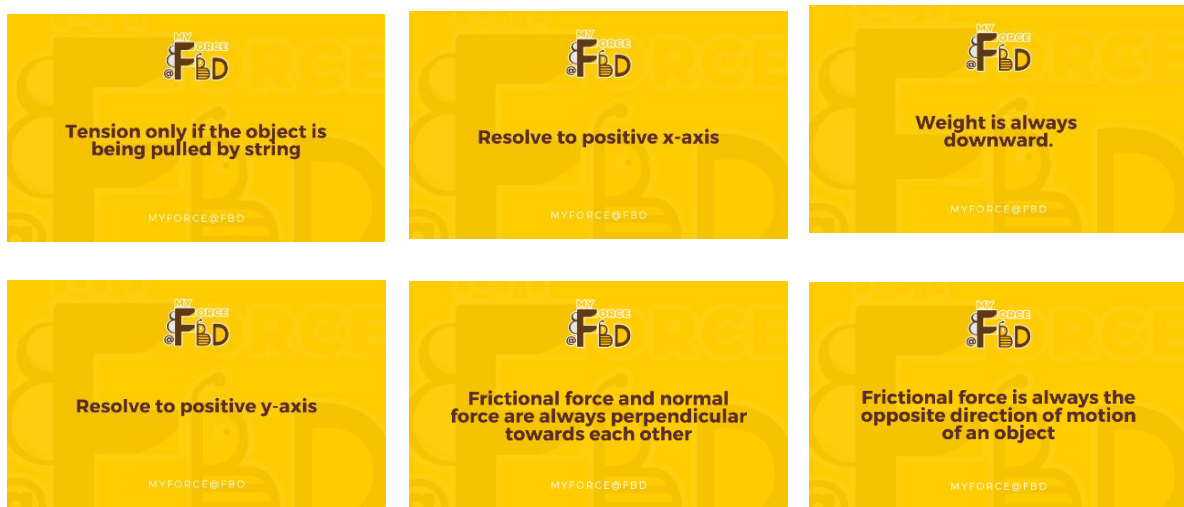 MY
FORCE
@FBD
Tension only if the object is
being pulled by string
MYFORCE@FBD
MY
FORCE
@FBD
Resolve to positive x-axis
MYFORCE@FBD
MY
FORCE
@FBD
Weight is always
downward.
MYFORCE@FBD
MY
FORCE
@FBD
Resolve to positive y-axis
MYFORCE@FBD
MY
FORCE
@FBD
Frictional force and normal
force are always perpendicular
towards each other
MYFORCE@FBD
MY
FORCE
@FBD
Frictional force is always the
opposite direction of motion
of an object
MYFORCE@FBD